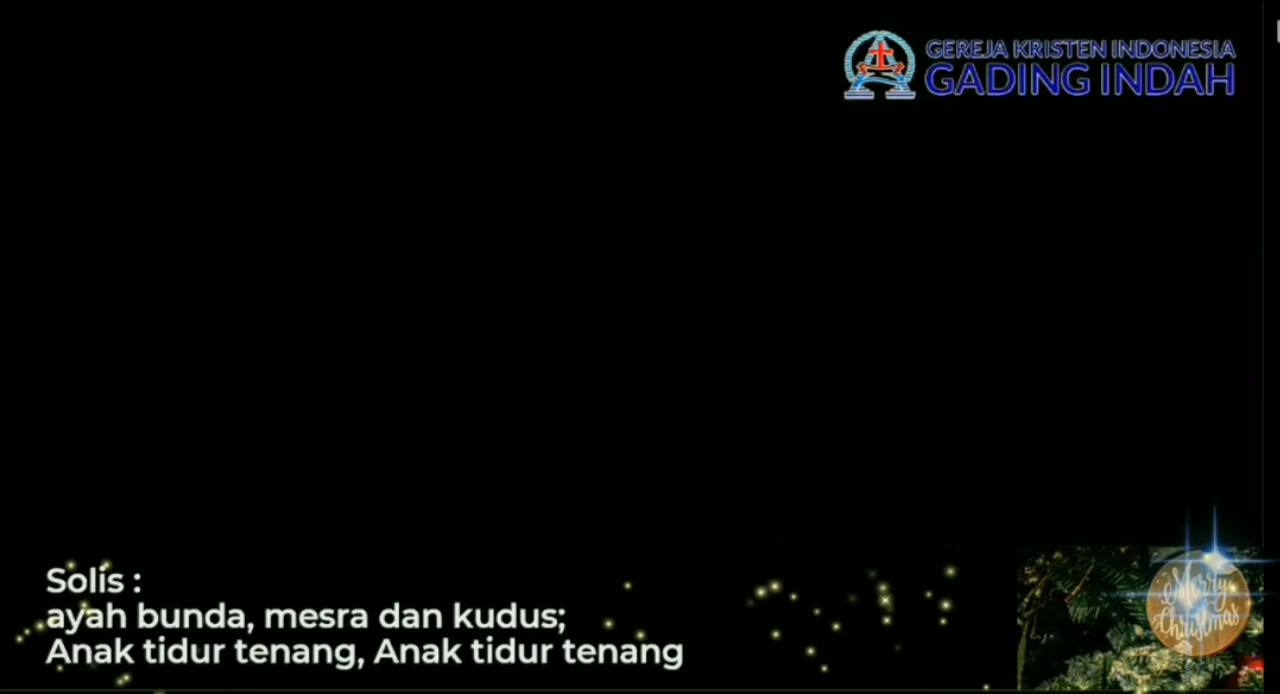 GEREJA KRISTEN INDONESIA
GADING INDAH
Solis :
ayah bunda, mesra dan kudus;
Anak tidur tenang, Anak tidur tenang
Merry
Christmas